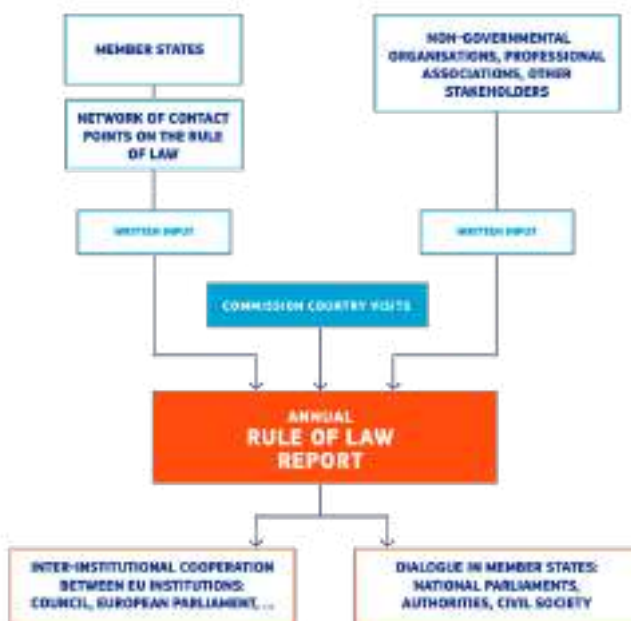 MEMBER STATES
NETWORK OF CONTACT
POINTS ON THE RULE
OF LAW
WRITTEN INPUT
NON-GOVERNMENTAL
ORGANISATIONS, PROFESSIONAL
ASSOCIATIONS, OTHER
STAKEHOLDERS
WRITTEN INPUT
COMMISSION COUNTRY VISITS
ANNUAL
RULE OF LAW
REPORT
INTER-INSTITUTIONAL COOPERATION
BETWEEN EU INSTITUTIONS:
COUNCIL, EUROPEAN PARLIAMENT, ...
DIALOGUE IN MEMBER STATES:
NATIONAL PARLIAMENTS,
AUTHORITIES, CIVIL SOCIETY